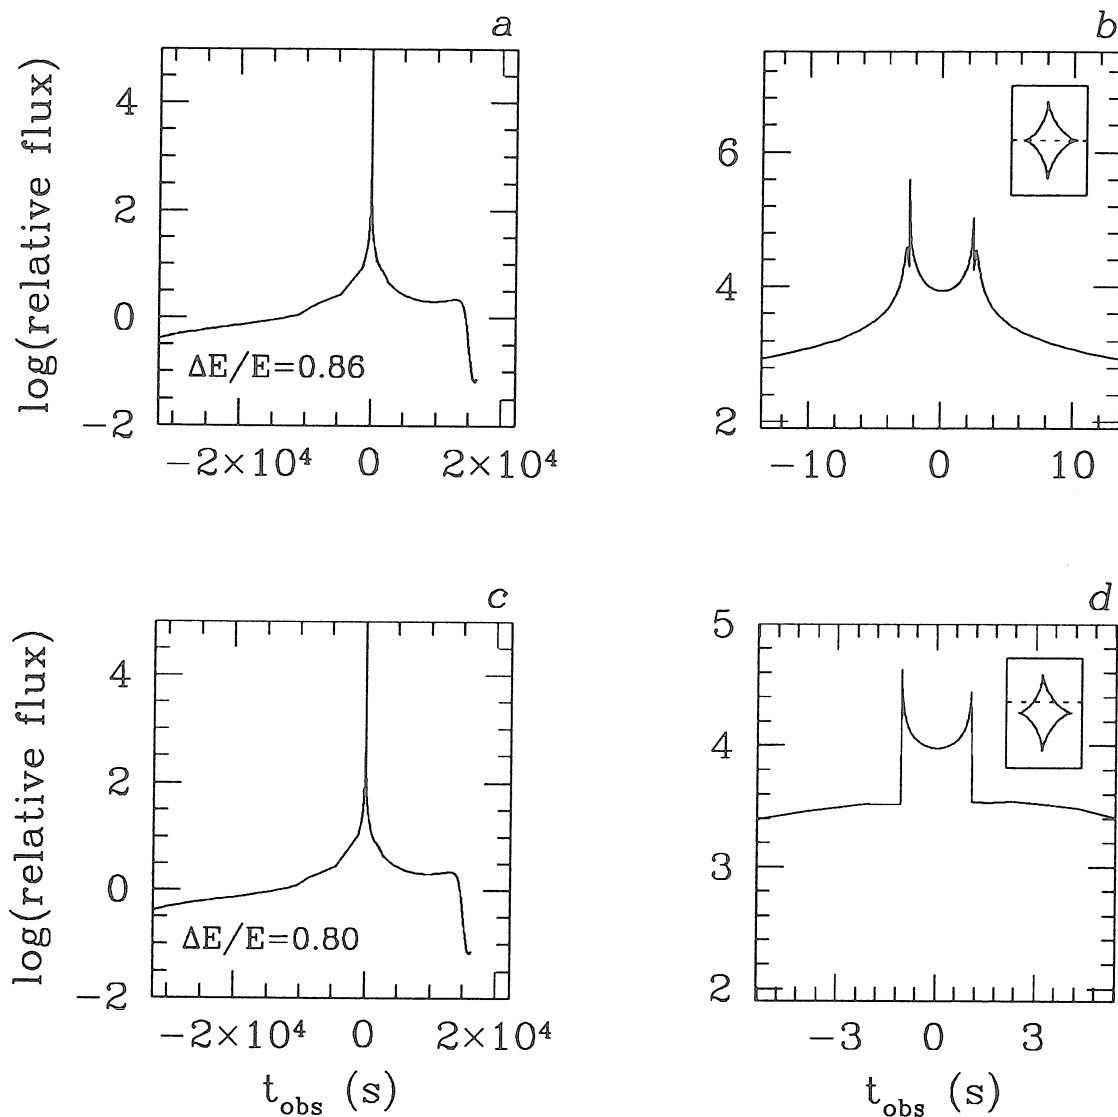 a
log(relative flux)
4
2
0
−2
ΔE/E=0.86
−2×10⁴ 0 2×10⁴
b
6
4
2
−10 0 10
c
log(relative flux)
4
2
0
−2
ΔE/E=0.80
−2×10⁴ 0 2×10⁴
t_obs (s)
d
5
4
3
2
−3 0 3
t_obs (s)